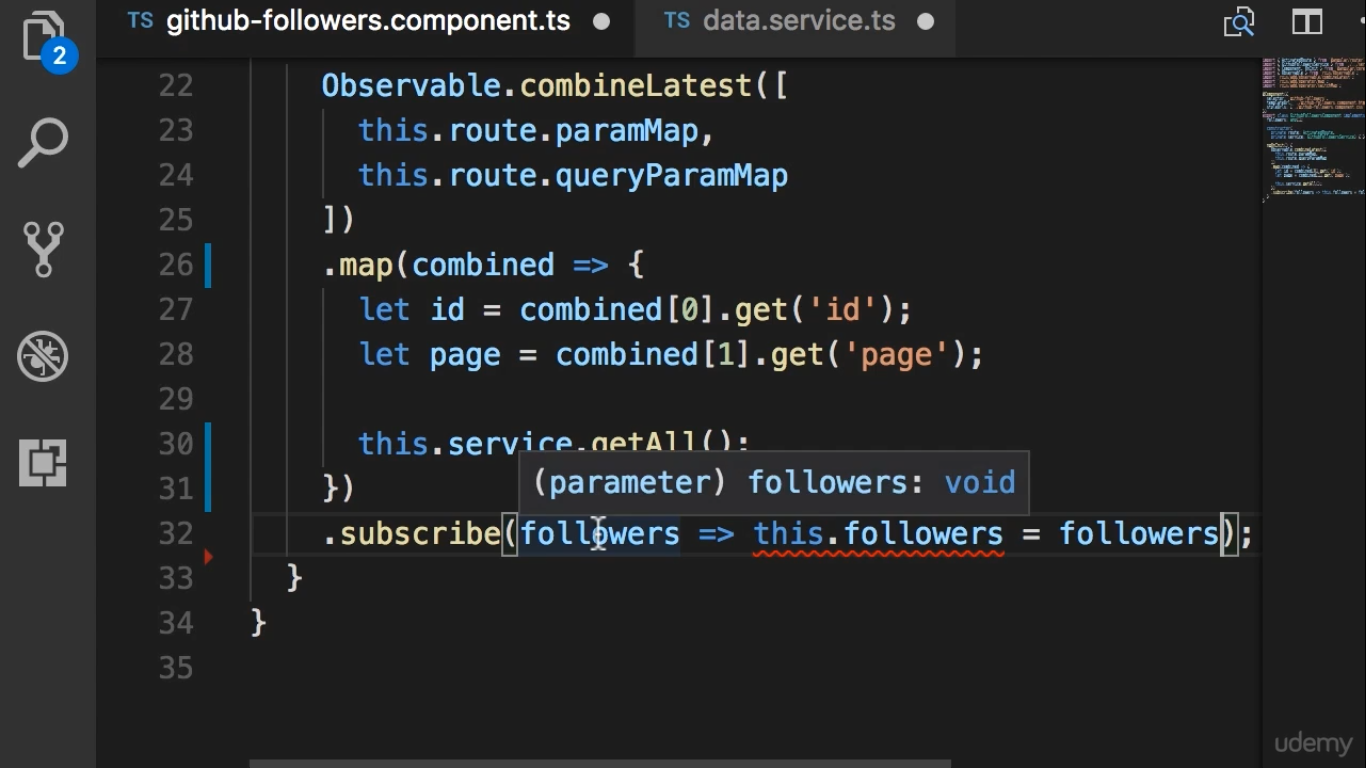 TS github-followers.component.ts ● TS data.service.ts ●
2
22 Observable.combineLatest([
23 this.route.paramMap,
24 this.route.queryParamMap
25 ])
26 .map(combined => {
27 let id = combined[0].get('id');
28 let page = combined[1].get('page');
29
30 this.service.getAll();
(parameter) followers: void
31 })
32 .subscribe(followers => this.followers = followers);
33 }
34 }
35
udemy